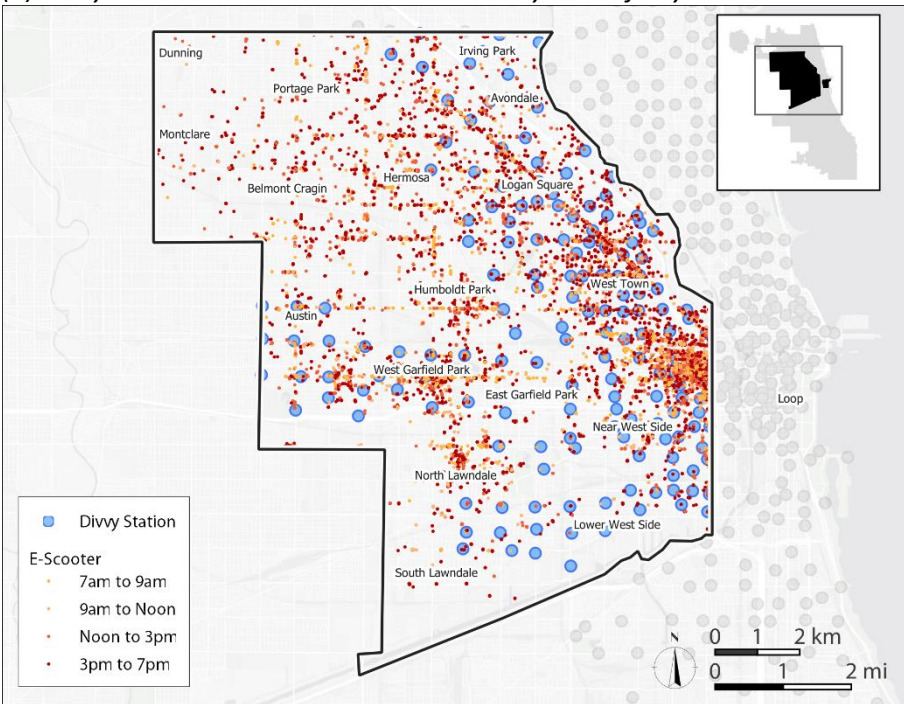 Dunning
Irving Park
Portage Park
Avondale
Montclare
Hermosa
Logan Square
Belmont Cragin
West Town
Humboldt Park
Austin
West Garfield Park
East Garfield Park
Loop
Near West Side
North Lawndale
Lower West Side
South Lawndale
Divvy Station
E-Scooter
7am to 9am
9am to Noon
Noon to 3pm
3pm to 7pm
N
0 1 2 km
0 1 2 mi